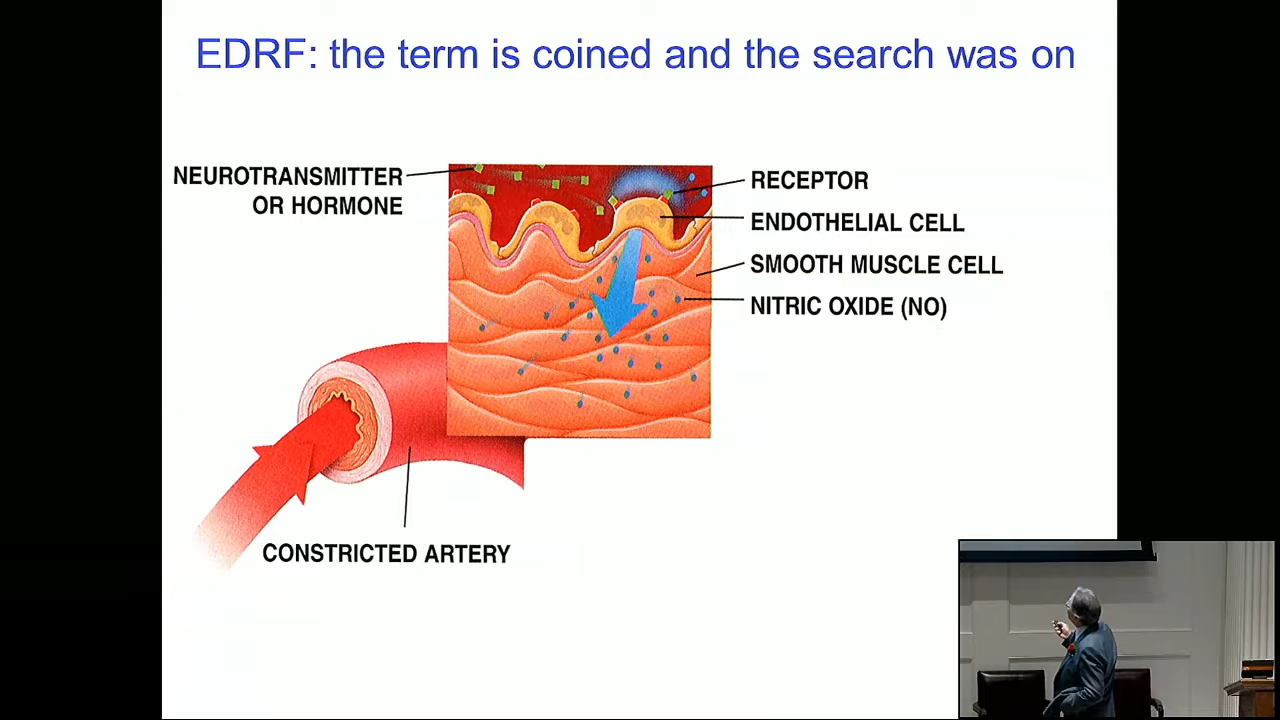 EDRF: the term is coined and the search was on
NEUROTRANSMITTER
OR HORMONE
RECEPTOR
ENDOTHELIAL CELL
SMOOTH MUSCLE CELL
NITRIC OXIDE (NO)
CONSTRICTED ARTERY